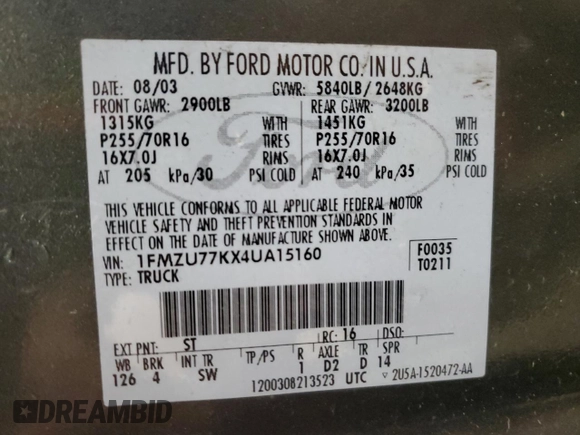 MFD. BY FORD MOTOR CO. IN U.S.A.
DATE: 08/03 GVWR: 5840LB/ 2648KG
FRONT GAWR: 2900LB REAR GAWR: 3200LB
1315KG WITH 1451KG WITH
P255/70R16 TIRES P255/70R16 TIRES
16X7.0J RIMS 16X7.0J RIMS
AT 205 kPa/30 PSI COLD AT 240 kPa/35 PSI COLD
Ford
THIS VEHICLE CONFORMS TO ALL APPLICABLE FEDERAL MOTOR
VEHICLE SAFETY AND THEFT PREVENTION STANDARDS IN
EFFECT ON THE DATE OF MANUFACTURE SHOWN ABOVE.
VIN: 1FMZU77KX4UA15160 F0035
TYPE: TRUCK T0211
EXT PNT: ST RC: 16 DSO:
WB BRK INT TR TP/PS R AXLE TR SPR
126 4 SW 1 D2 D 14
1200308213523 UTC 2U5A-1520472-AA
DREAMBID